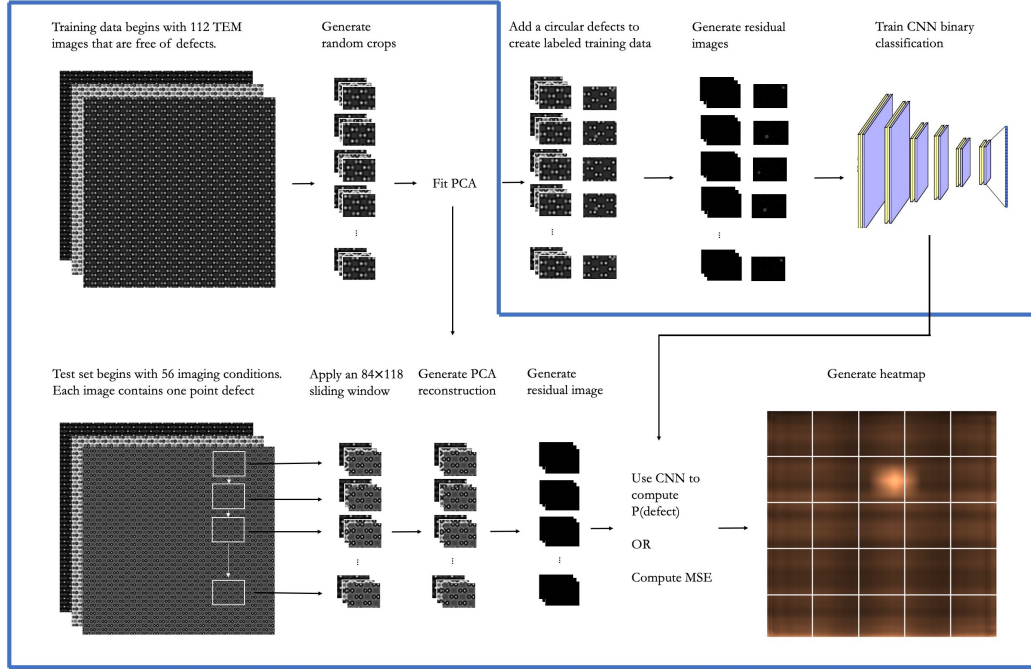 Training data begins with 112 TEM
images that are free of defects.
Generate
random crops
Add a circular defects to
create labeled training data
Generate residual
images
Train CNN binary
classification
Fit PCA
Test set begins with 56 imaging conditions.
Each image contains one point defect
Apply an 84×118
sliding window
Generate PCA
reconstruction
Generate
residual image
Use CNN to
compute
P(defect)
OR
Compute MSE
Generate heatmap